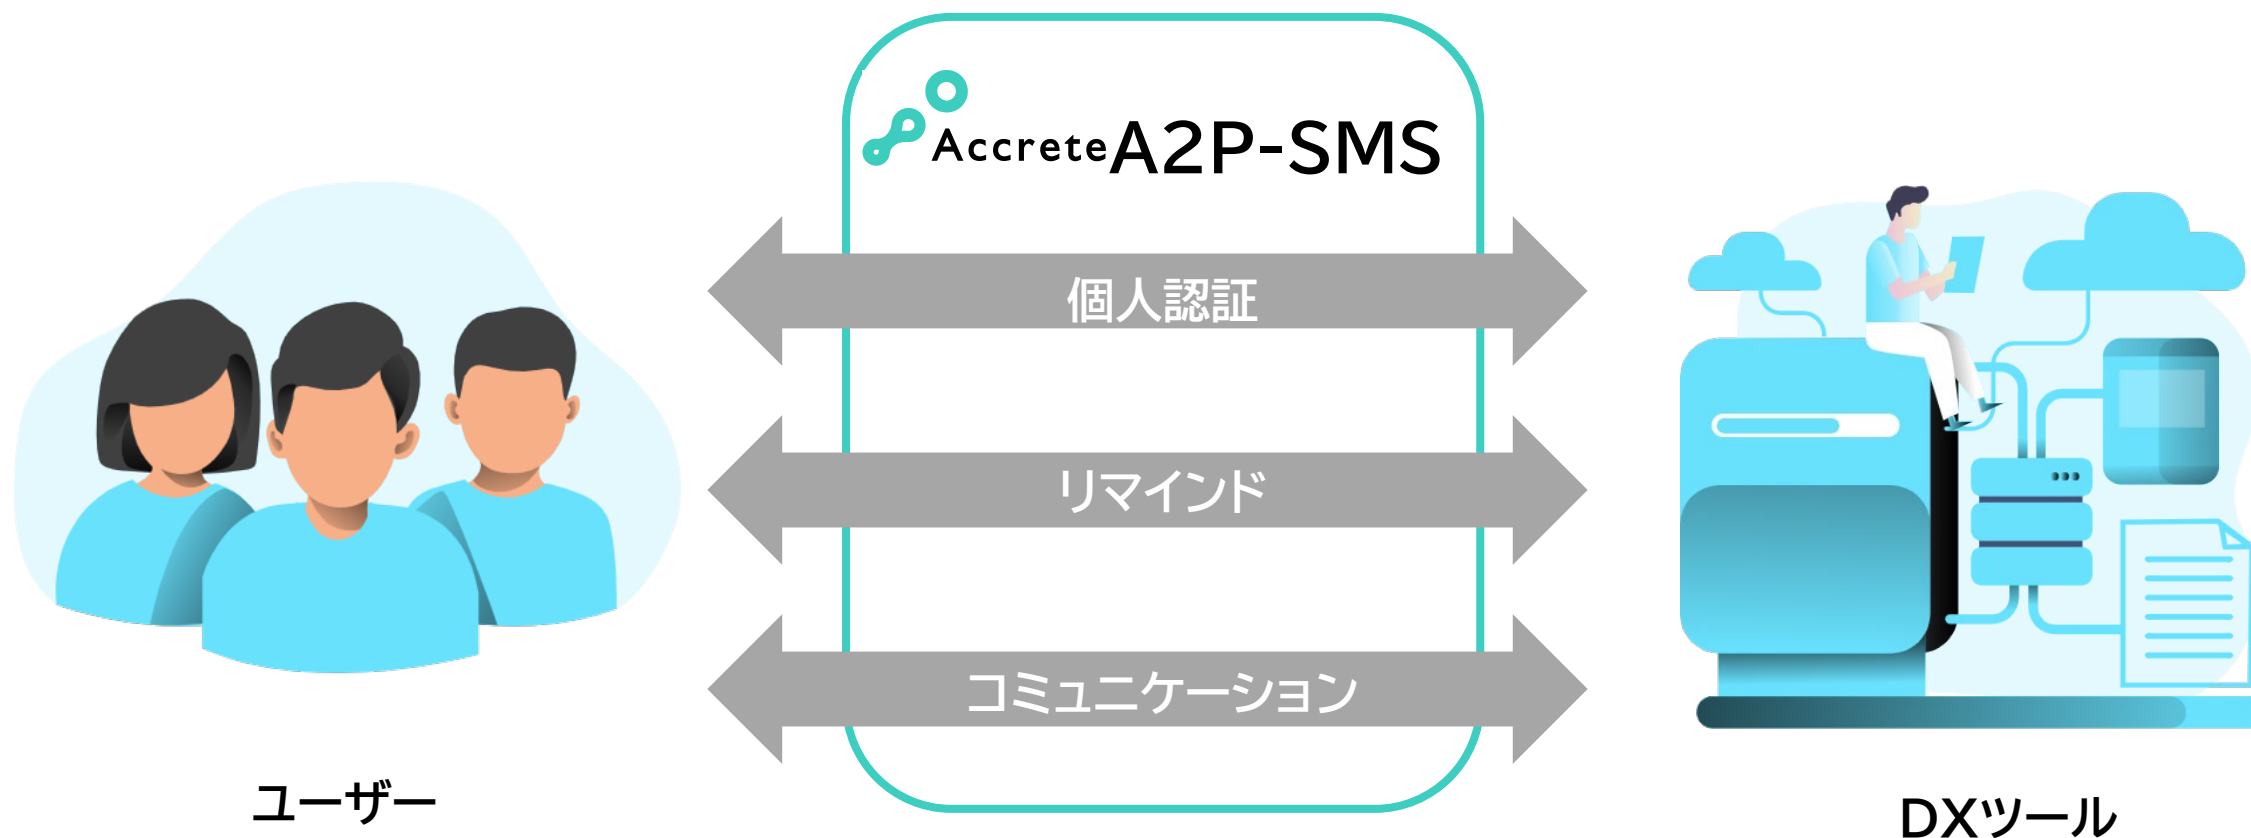 Accrete A2P-SMS
個人認証
リマインド
コミュニケーション
ユーザー
DXツール